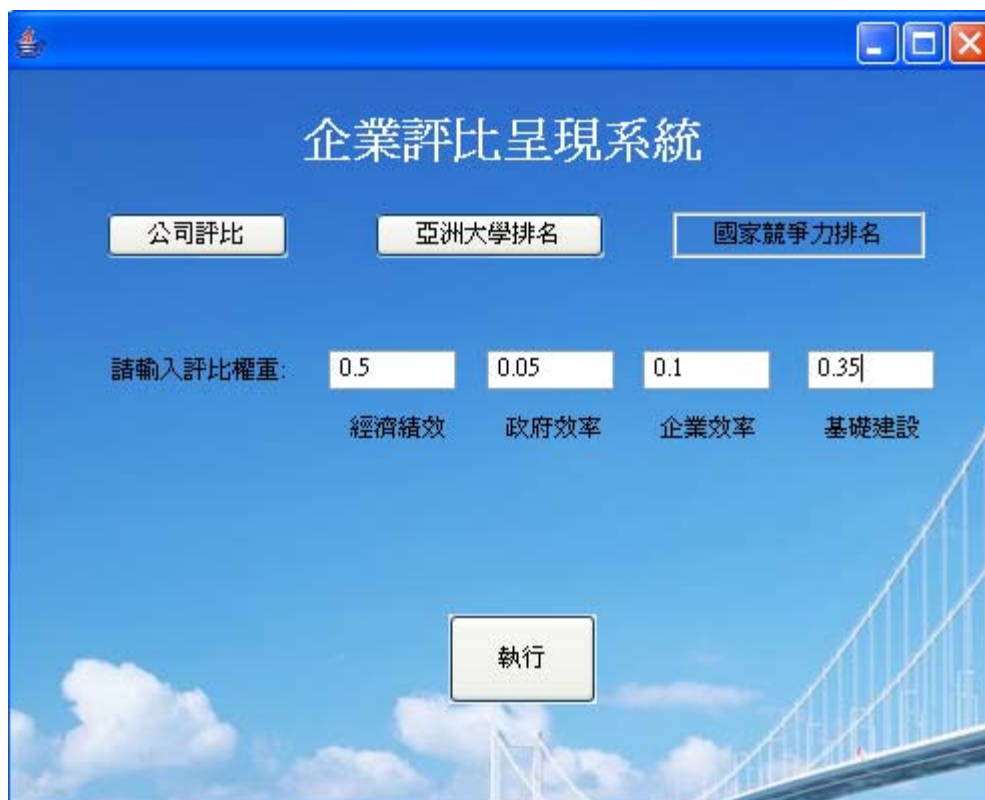 企業評比呈現系統
公司評比 亞洲大學排名 國家競爭力排名
請輸入評比權重: 0.5 0.05 0.1 0.35
經濟績效 政府效率 企業效率 基礎建設
執行